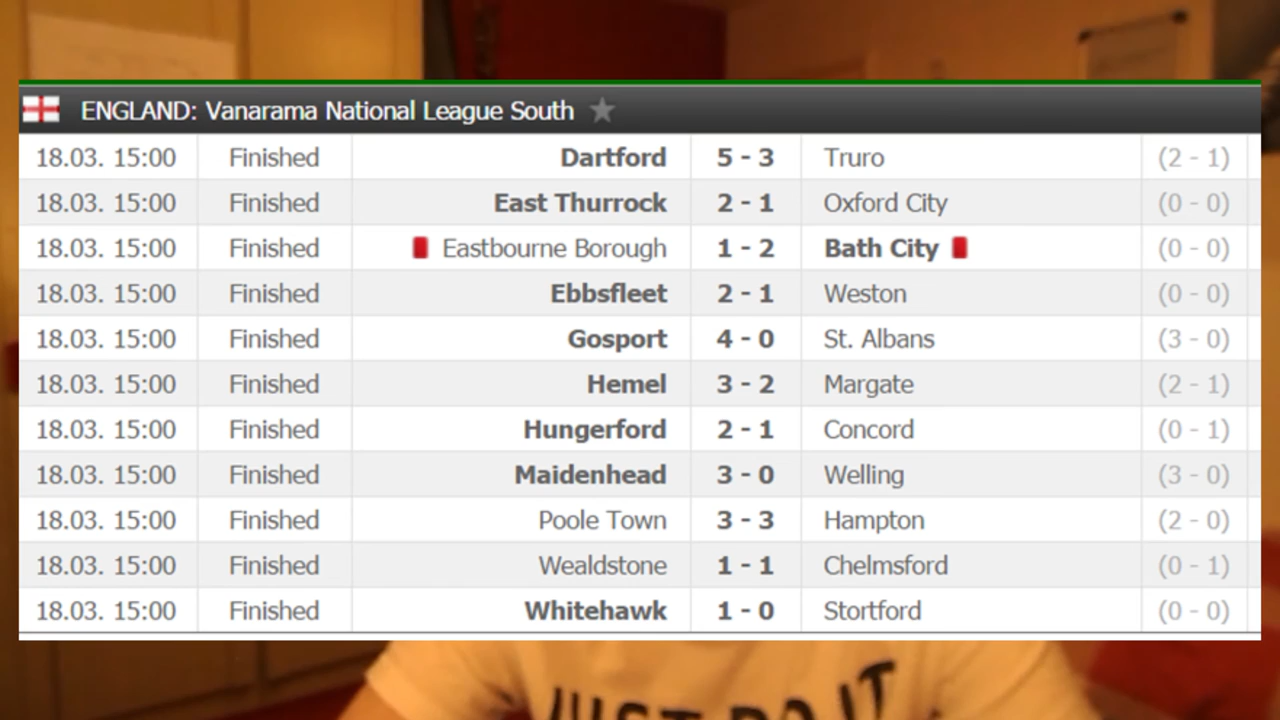 ENGLAND: Vanarama National League South
18.03. 15:00 Finished Dartford 5 - 3 Truro (2 - 1)
18.03. 15:00 Finished East Thurrock 2 - 1 Oxford City (0 - 0)
18.03. 15:00 Finished Eastbourne Borough 1 - 2 Bath City (0 - 0)
18.03. 15:00 Finished Ebbsfleet 2 - 1 Weston (0 - 0)
18.03. 15:00 Finished Gosport 4 - 0 St. Albans (3 - 0)
18.03. 15:00 Finished Hemel 3 - 2 Margate (2 - 1)
18.03. 15:00 Finished Hungerford 2 - 1 Concord (0 - 1)
18.03. 15:00 Finished Maidenhead 3 - 0 Welling (3 - 0)
18.03. 15:00 Finished Poole Town 3 - 3 Hampton (2 - 0)
18.03. 15:00 Finished Wealdstone 1 - 1 Chelmsford (0 - 1)
18.03. 15:00 Finished Whitehawk 1 - 0 Stortford (0 - 0)
JUST DO IT